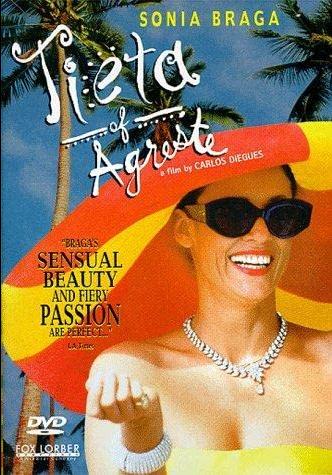 SONIA BRAGA
Tieta
of
Agreste
a film by CARLOS DIEGUES
"BRAGA'S
SENSUAL
BEAUTY
AND FIERY
PASSION
ARE PERFECT..."
L.A. Times
DVD
FOX LORBER